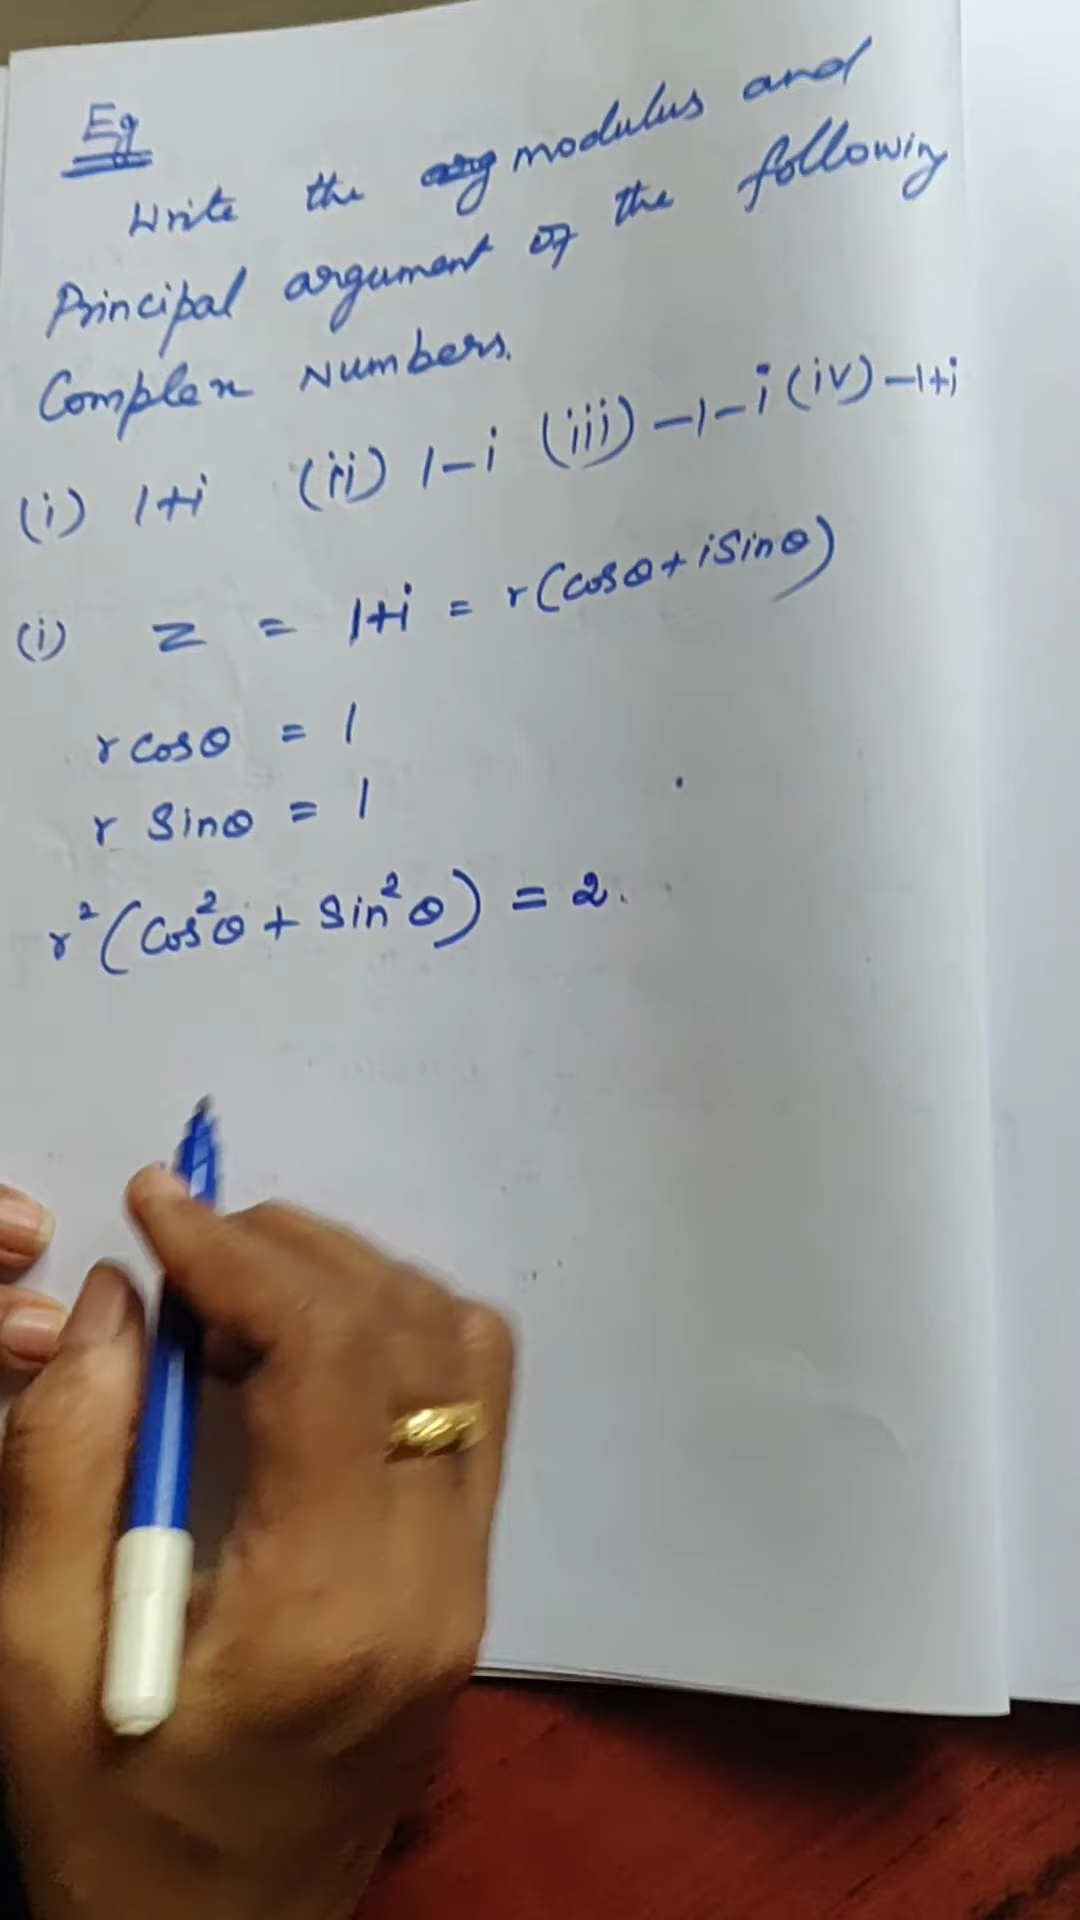 Eg
Write the modulus and
Principal argument of the following
Complex Numbers.
(i) 1+i (ii) 1-i (iii) -1-i (iv) -1+i
(i) z = 1+i = r(cosθ+isinθ)
r cosθ = 1
r sinθ = 1
r²(cos²θ + sin²θ) = 2.